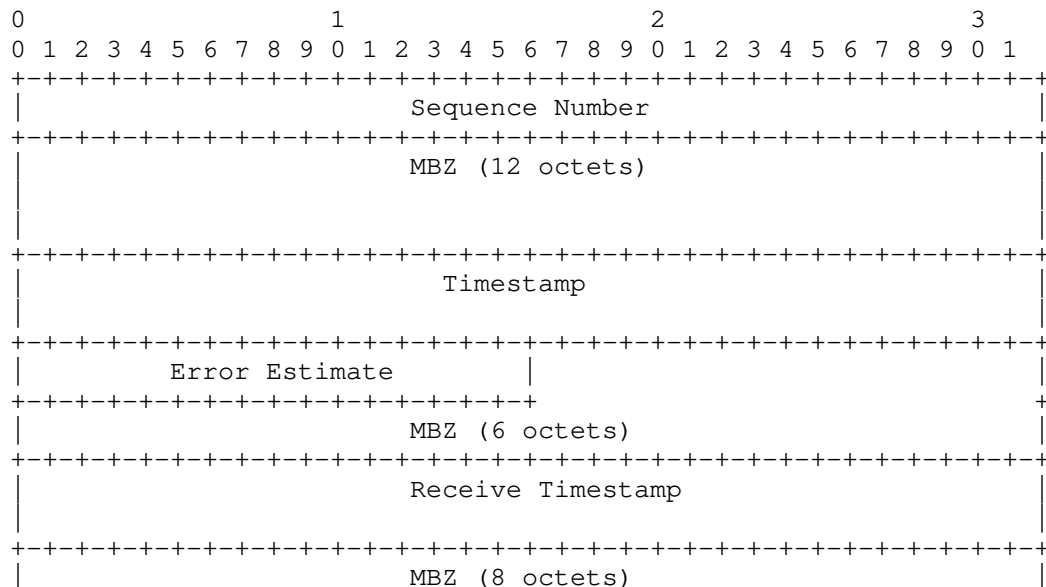 0 1 2 3
0 1 2 3 4 5 6 7 8 9 0 1 2 3 4 5 6 7 8 9 0 1 2 3 4 5 6 7 8 9 0 1
+-+-+-+-+-+-+-+-+-+-+-+-+-+-+-+-+-+-+-+-+-+-+-+-+-+-+-+-+-+-+-+-+
| Sequence Number |
+-+-+-+-+-+-+-+-+-+-+-+-+-+-+-+-+-+-+-+-+-+-+-+-+-+-+-+-+-+-+-+-+
| MBZ (12 octets) |
| |
| |
+-+-+-+-+-+-+-+-+-+-+-+-+-+-+-+-+-+-+-+-+-+-+-+-+-+-+-+-+-+-+-+-+
| Timestamp |
| |
+-+-+-+-+-+-+-+-+-+-+-+-+-+-+-+-+-+-+-+-+-+-+-+-+-+-+-+-+-+-+-+-+
| Error Estimate | |
+-+-+-+-+-+-+-+-+-+-+-+-+-+-+-+-+ +
| MBZ (6 octets) |
+-+-+-+-+-+-+-+-+-+-+-+-+-+-+-+-+-+-+-+-+-+-+-+-+-+-+-+-+-+-+-+-+
| Receive Timestamp |
| |
+-+-+-+-+-+-+-+-+-+-+-+-+-+-+-+-+-+-+-+-+-+-+-+-+-+-+-+-+-+-+-+-+
| MBZ (8 octets) |